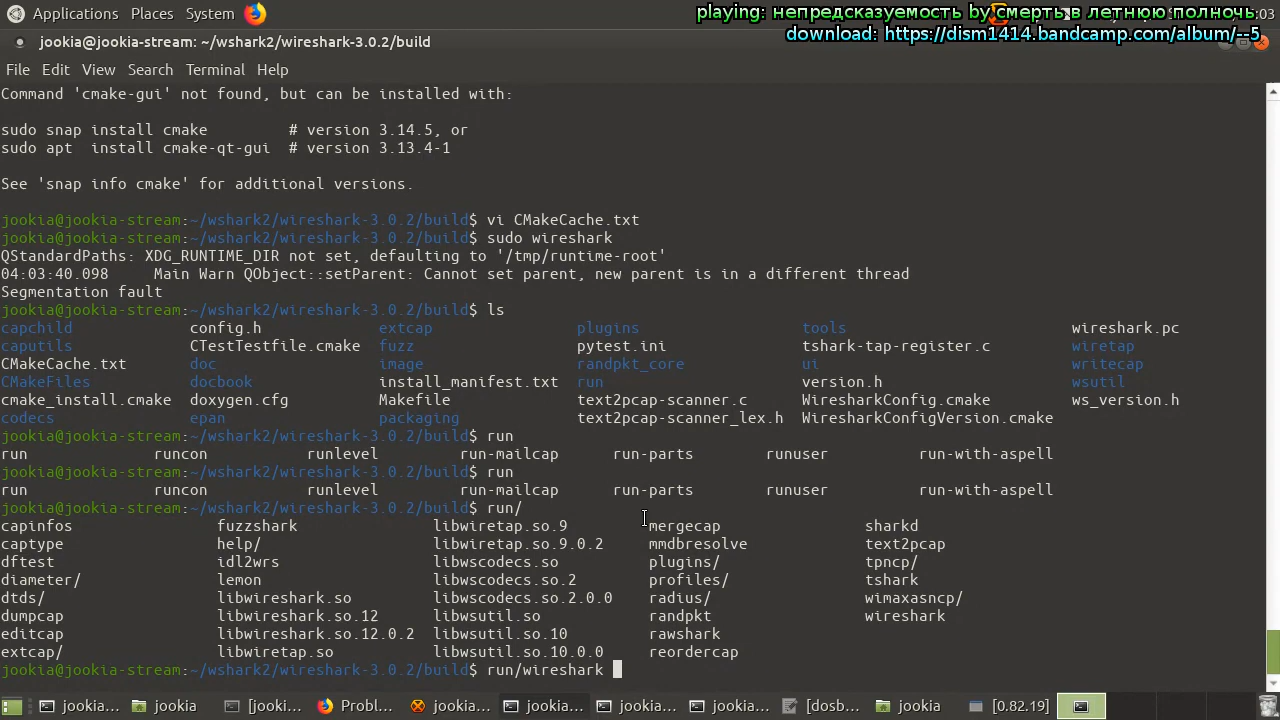 Applications Places System :03
playing: непредсказуемость by смерть в летнюю полночь
download: https://dism1414.bandcamp.com/album/--5
jookia@jookia-stream: ~/wshark2/wireshark-3.0.2/build
File Edit View Search Terminal Help
Command 'cmake-gui' not found, but can be installed with:
sudo snap install cmake # version 3.14.5, or
sudo apt install cmake-qt-gui # version 3.13.4-1
See 'snap info cmake' for additional versions.
jookia@jookia-stream:~/wshark2/wireshark-3.0.2/build$ vi CMakeCache.txt
jookia@jookia-stream:~/wshark2/wireshark-3.0.2/build$ sudo wireshark
QStandardPaths: XDG_RUNTIME_DIR not set, defaulting to '/tmp/runtime-root'
04:03:40.098 Main Warn QObject::setParent: Cannot set parent, new parent is in a different thread
Segmentation fault
jookia@jookia-stream:~/wshark2/wireshark-3.0.2/build$ ls
capchild config.h extcap plugins tools wireshark.pc
caputils CTestTestfile.cmake fuzz pytest.ini tshark-tap-register.c wiretap
CMakeCache.txt doc image randpkt_core ui writecap
CMakeFiles docbook install_manifest.txt run version.h wsutil
cmake_install.cmake doxygen.cfg Makefile text2pcap-scanner.c WiresharkConfig.cmake ws_version.h
codecs epan packaging text2pcap-scanner_lex.h WiresharkConfigVersion.cmake
jookia@jookia-stream:~/wshark2/wireshark-3.0.2/build$ run
run runcon runlevel run-mailcap run-parts runuser run-with-aspell
jookia@jookia-stream:~/wshark2/wireshark-3.0.2/build$ run
run runcon runlevel run-mailcap run-parts runuser run-with-aspell
jookia@jookia-stream:~/wshark2/wireshark-3.0.2/build$ run/
capinfos fuzzshark libwiretap.so.9 mergecap sharkd
captype help/ libwiretap.so.9.0.2 mmdbresolve text2pcap
dftest idl2wrs libwscodecs.so plugins/ tpncp/
diameter/ lemon libwscodecs.so.2 profiles/ tshark
dtds/ libwireshark.so libwscodecs.so.2.0.0 radius/ wimaxasncp/
dumpcap libwireshark.so.12 libwsutil.so randpkt wireshark
editcap libwireshark.so.12.0.2 libwsutil.so.10 rawshark
extcap/ libwiretap.so libwsutil.so.10.0.0 reordercap
jookia@jookia-stream:~/wshark2/wireshark-3.0.2/build$ run/wireshark
jookia... jookia [jooki... Probl... jookia... jookia... jookia... jookia... [dosb... jookia [0.82.19]